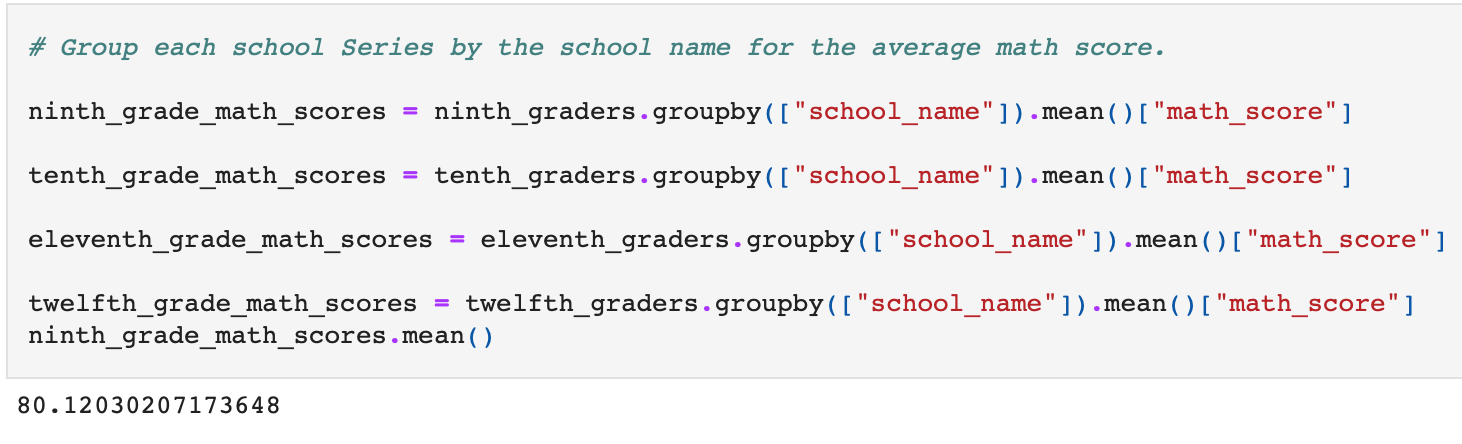 # Group each school Series by the school name for the average math score.
ninth_grade_math_scores = ninth_graders.groupby(["school_name"]).mean()["math_score"]
tenth_grade_math_scores = tenth_graders.groupby(["school_name"]).mean()["math_score"]
eleventh_grade_math_scores = eleventh_graders.groupby(["school_name"]).mean()["math_score"]
twelfth_grade_math_scores = twelfth_graders.groupby(["school_name"]).mean()["math_score"]
ninth_grade_math_scores.mean()
80.12030207173648